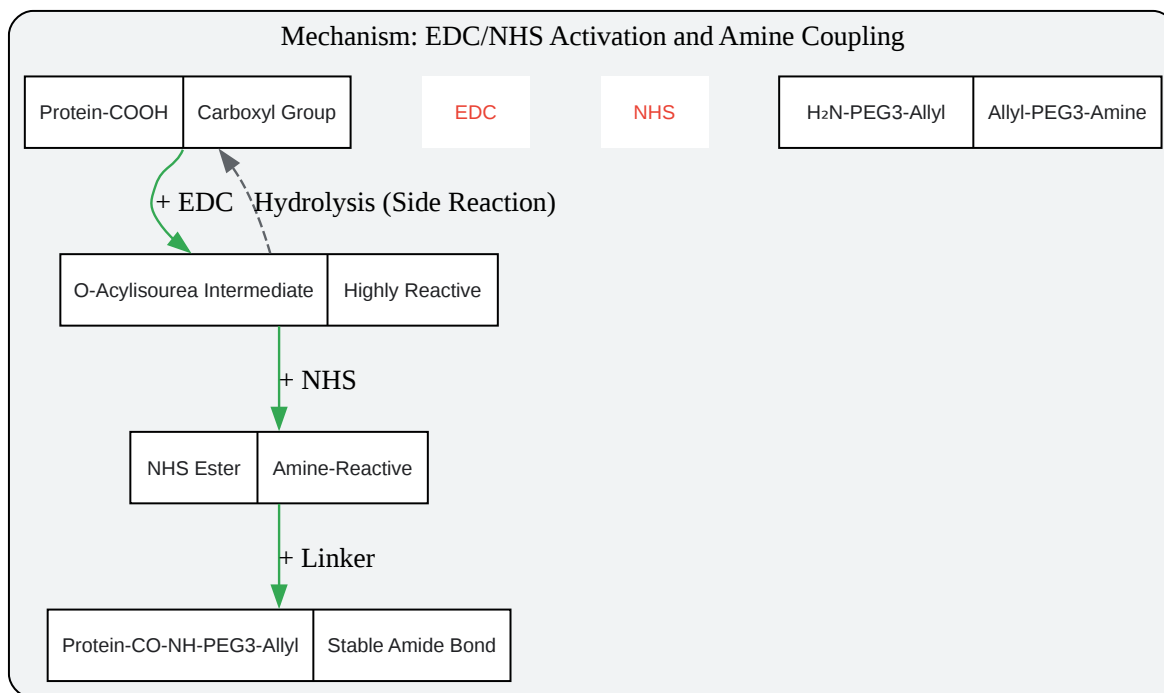 Mechanism: EDC/NHS Activation and Amine Coupling
Protein-COOH
Carboxyl Group
EDC
NHS
H₂N-PEG3-Allyl
Allyl-PEG3-Amine
+ EDC
Hydrolysis (Side Reaction)
O-Acylisourea Intermediate
Highly Reactive
+ NHS
NHS Ester
Amine-Reactive
+ Linker
Protein-CO-NH-PEG3-Allyl
Stable Amide Bond